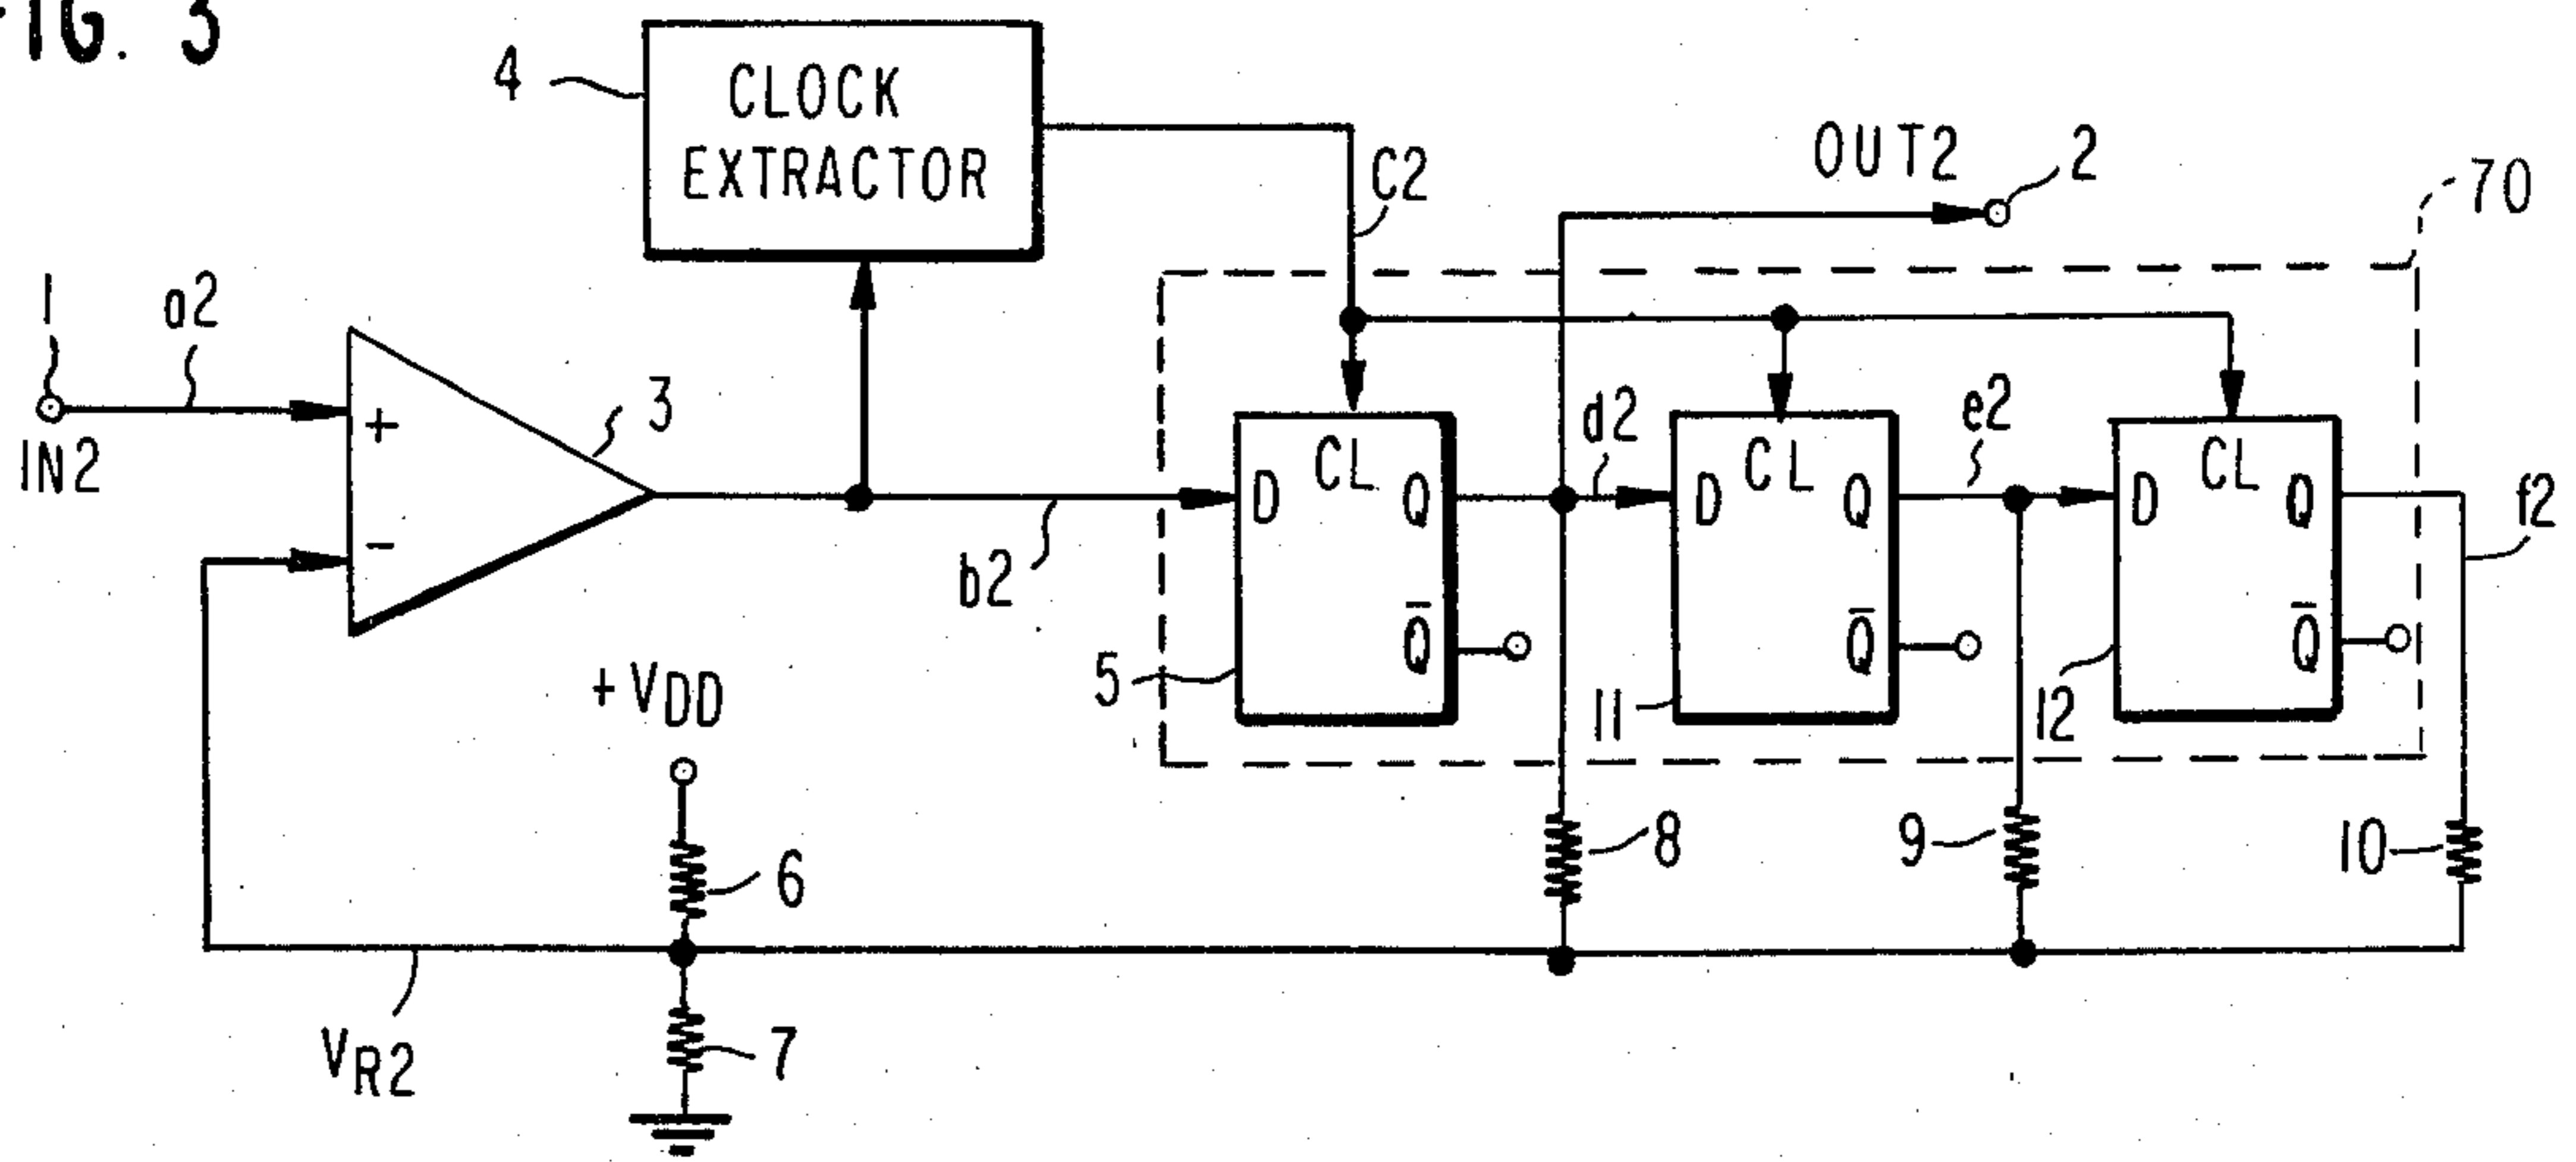 FIG. 3
4
CLOCK
EXTRACTOR
C2
OUT2
2
70
1
a2
IN2
+
-
3
b2
D
CL
Q
Q̅
5
d2
D
CL
Q
Q̅
11
e2
D
CL
Q
Q̅
12
f2
+VDD
6
7
8
9
10
VR2